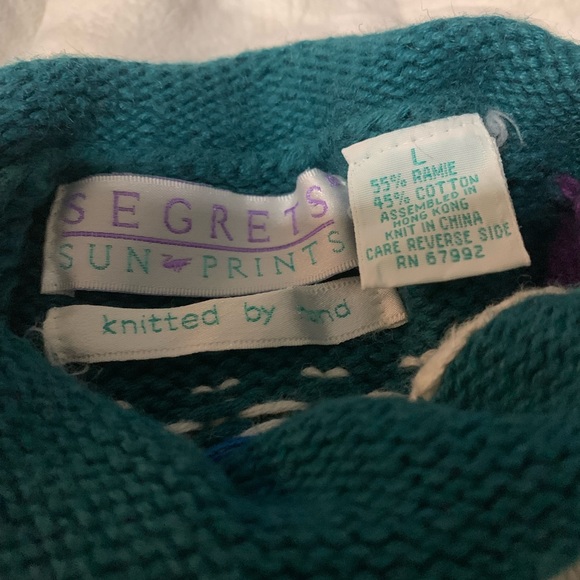 SEGRETS
SUN PRINTS
knitted by hand
L
55% RAMIE
45% COTTON
ASSEMBLED IN
HONG KONG
KNIT IN CHINA
CARE REVERSE SIDE
RN 67992